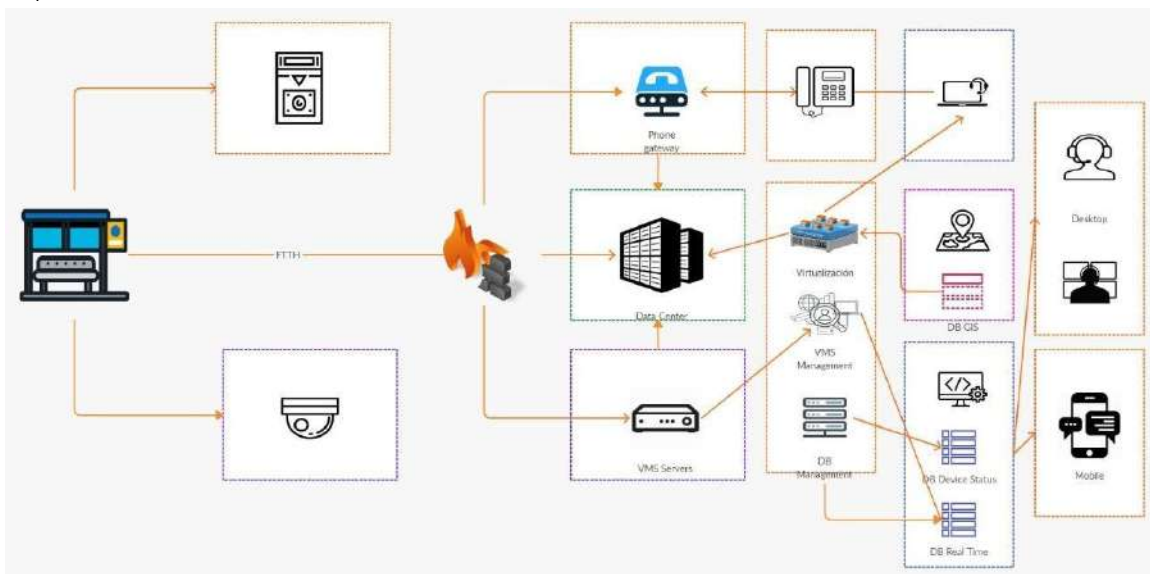 Phone
gateway
FTTH
Data Center
Virtunlización
VMS
Management
DB GIS
Desktop
VMS Servers
DB
Management
</>
DB Device Status
DB Real Time
Mobile